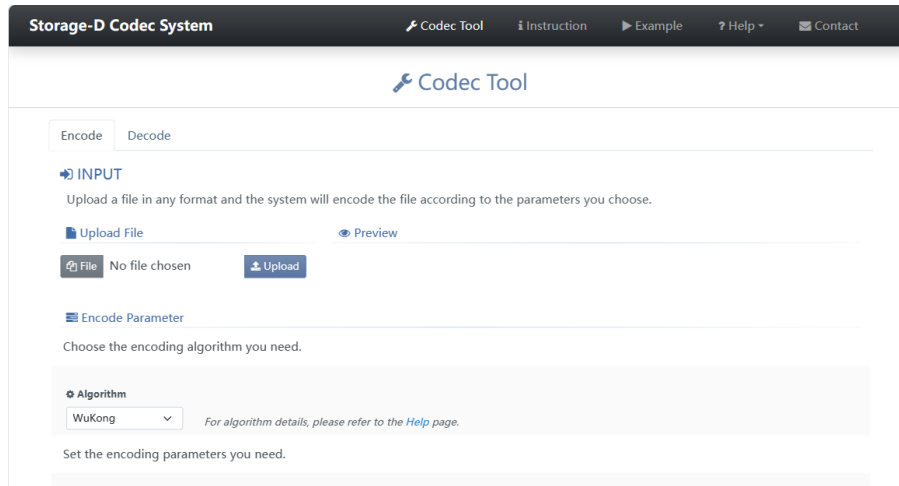 Storage-D Codec System Codec Tool Instruction Example Help Contact
Codec Tool
Encode Decode
INPUT
Upload a file in any format and the system will encode the file according to the parameters you choose.
Upload File Preview
File No file chosen Upload
Encode Parameter
Choose the encoding algorithm you need.
Algorithm
WuKong For algorithm details, please refer to the Help page.
Set the encoding parameters you need.